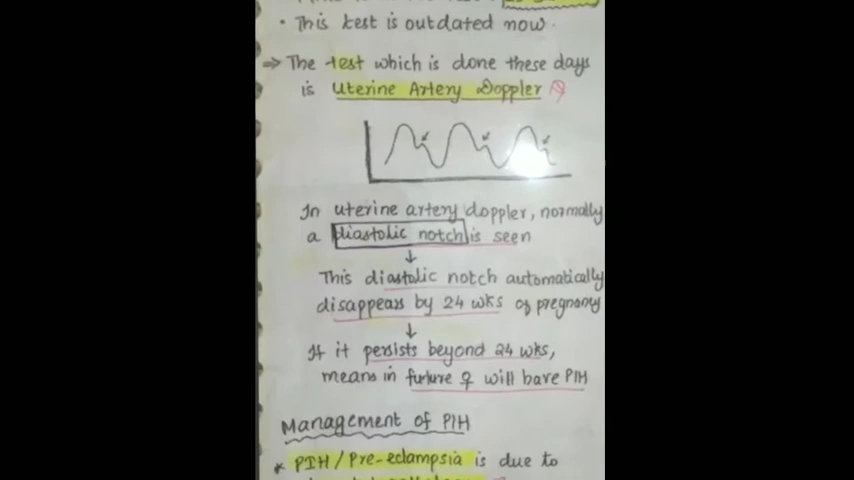 • This test is outdated now.
⇒ The test which is done these days
is Uterine Artery Doppler
In uterine artery doppler, normally
a diastolic notch is seen
↓
This diastolic notch automatically
disappears by 24 wks of pregnancy
↓
If it persists beyond 24 wks,
means in future ♀ will have PIH
Management of PIH
* PIH / Pre-eclampsia is due to